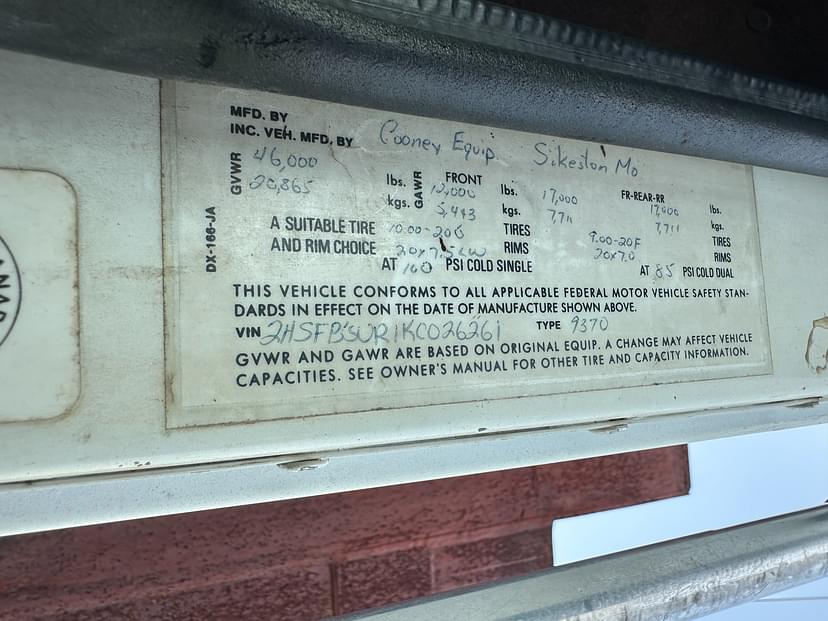 MFD. BY
INC. VEH. MFD. BY Cooney Equip. Sikeston Mo
GVWR 46,000 lbs. GAWR FRONT 12,000 lbs. 17,000 FR-REAR-RR 17,000 lbs.
20,865 kgs. 5,443 kgs. 7,711 7,711 kgs.
A SUITABLE TIRE 10.00-20G TIRES 9.00-20F TIRES
AND RIM CHOICE 20x7.5 RIMS 20x7.0 RIMS
AT 100 PSI COLD SINGLE AT 85 PSI COLD DUAL
THIS VEHICLE CONFORMS TO ALL APPLICABLE FEDERAL MOTOR VEHICLE SAFETY STAN-
DARDS IN EFFECT ON THE DATE OF MANUFACTURE SHOWN ABOVE.
VIN 2HSFBSUR1KC026261 TYPE 9370
GVWR AND GAWR ARE BASED ON ORIGINAL EQUIP. A CHANGE MAY AFFECT VEHICLE
CAPACITIES. SEE OWNER'S MANUAL FOR OTHER TIRE AND CAPACITY INFORMATION.
DX-166-JA